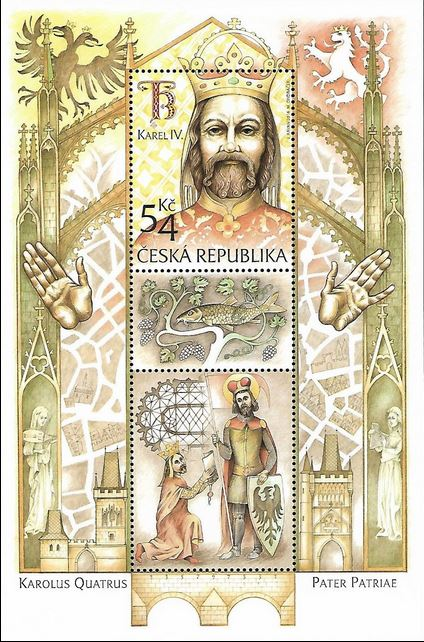 KAREL IV.
54 Kč
ČESKÁ REPUBLIKA
KAROLUS QUATRUS
PATER PATRIAE